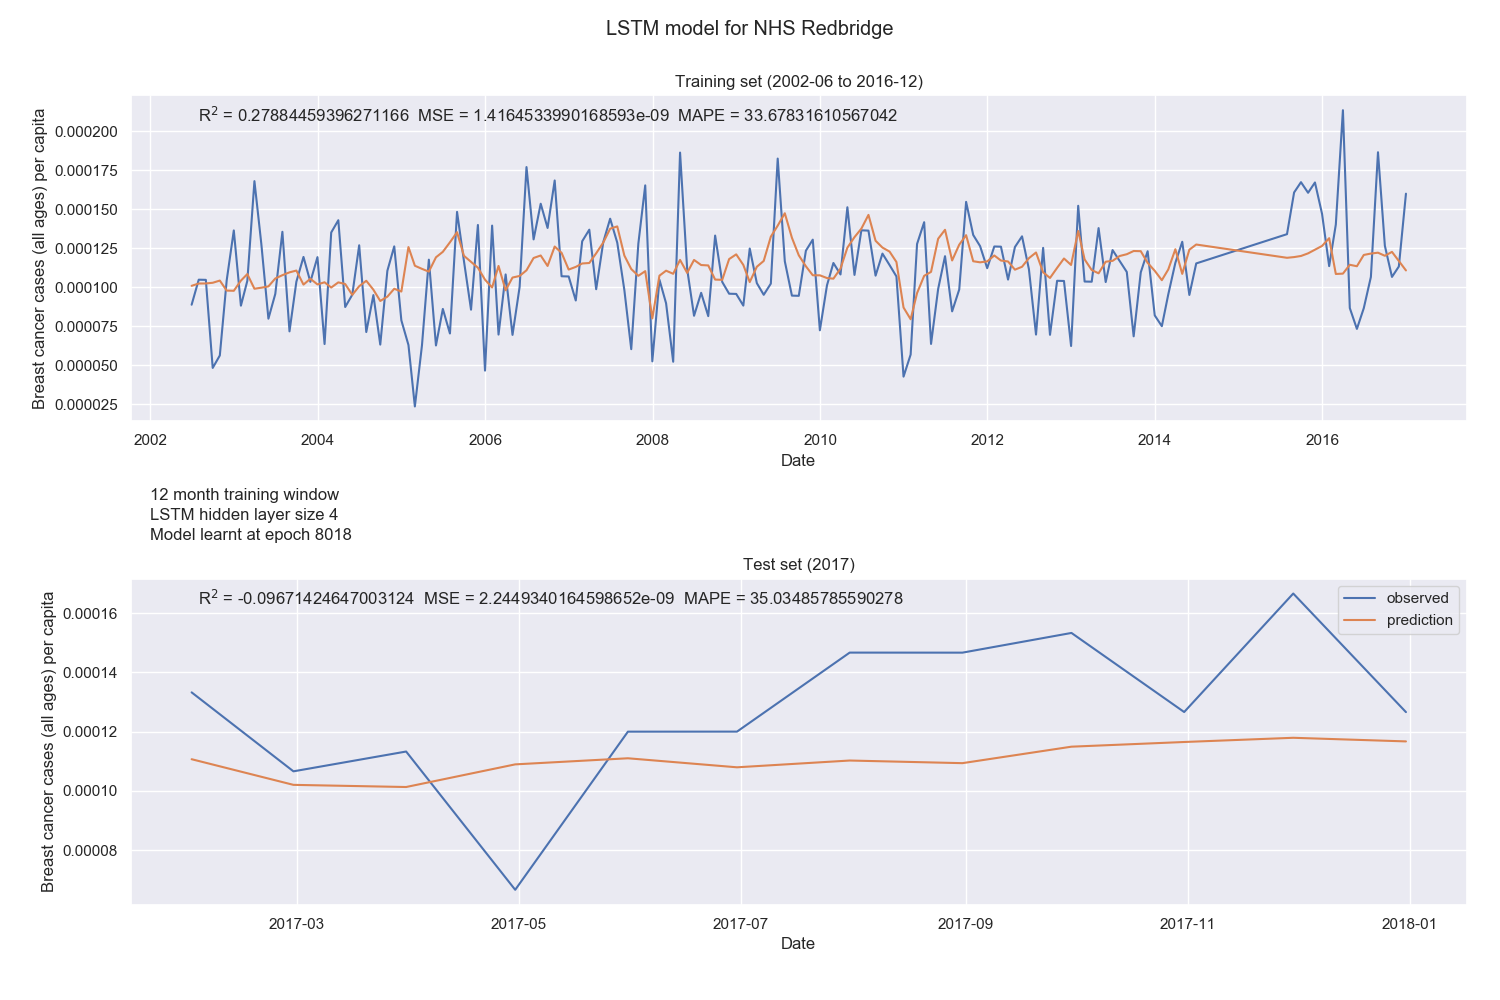 LSTM model for NHS Redbridge
Training set (2002-06 to 2016-12)
R² = 0.27884459396271166  MSE = 1.4164533990168593e-09  MAPE = 33.67831610567042
Breast cancer cases (all ages) per capita
0.000200
0.000175
0.000150
0.000125
0.000100
0.000075
0.000050
0.000025
2002 2004 2006 2008 2010 2012 2014 2016
Date
12 month training window
LSTM hidden layer size 4
Model learnt at epoch 8018
Test set (2017)
R² = -0.09671424647003124  MSE = 2.2449340164598652e-09  MAPE = 35.03485785590278
observed
prediction
Breast cancer cases (all ages) per capita
0.00016
0.00014
0.00012
0.00010
0.00008
2017-03 2017-05 2017-07 2017-09 2017-11 2018-01
Date